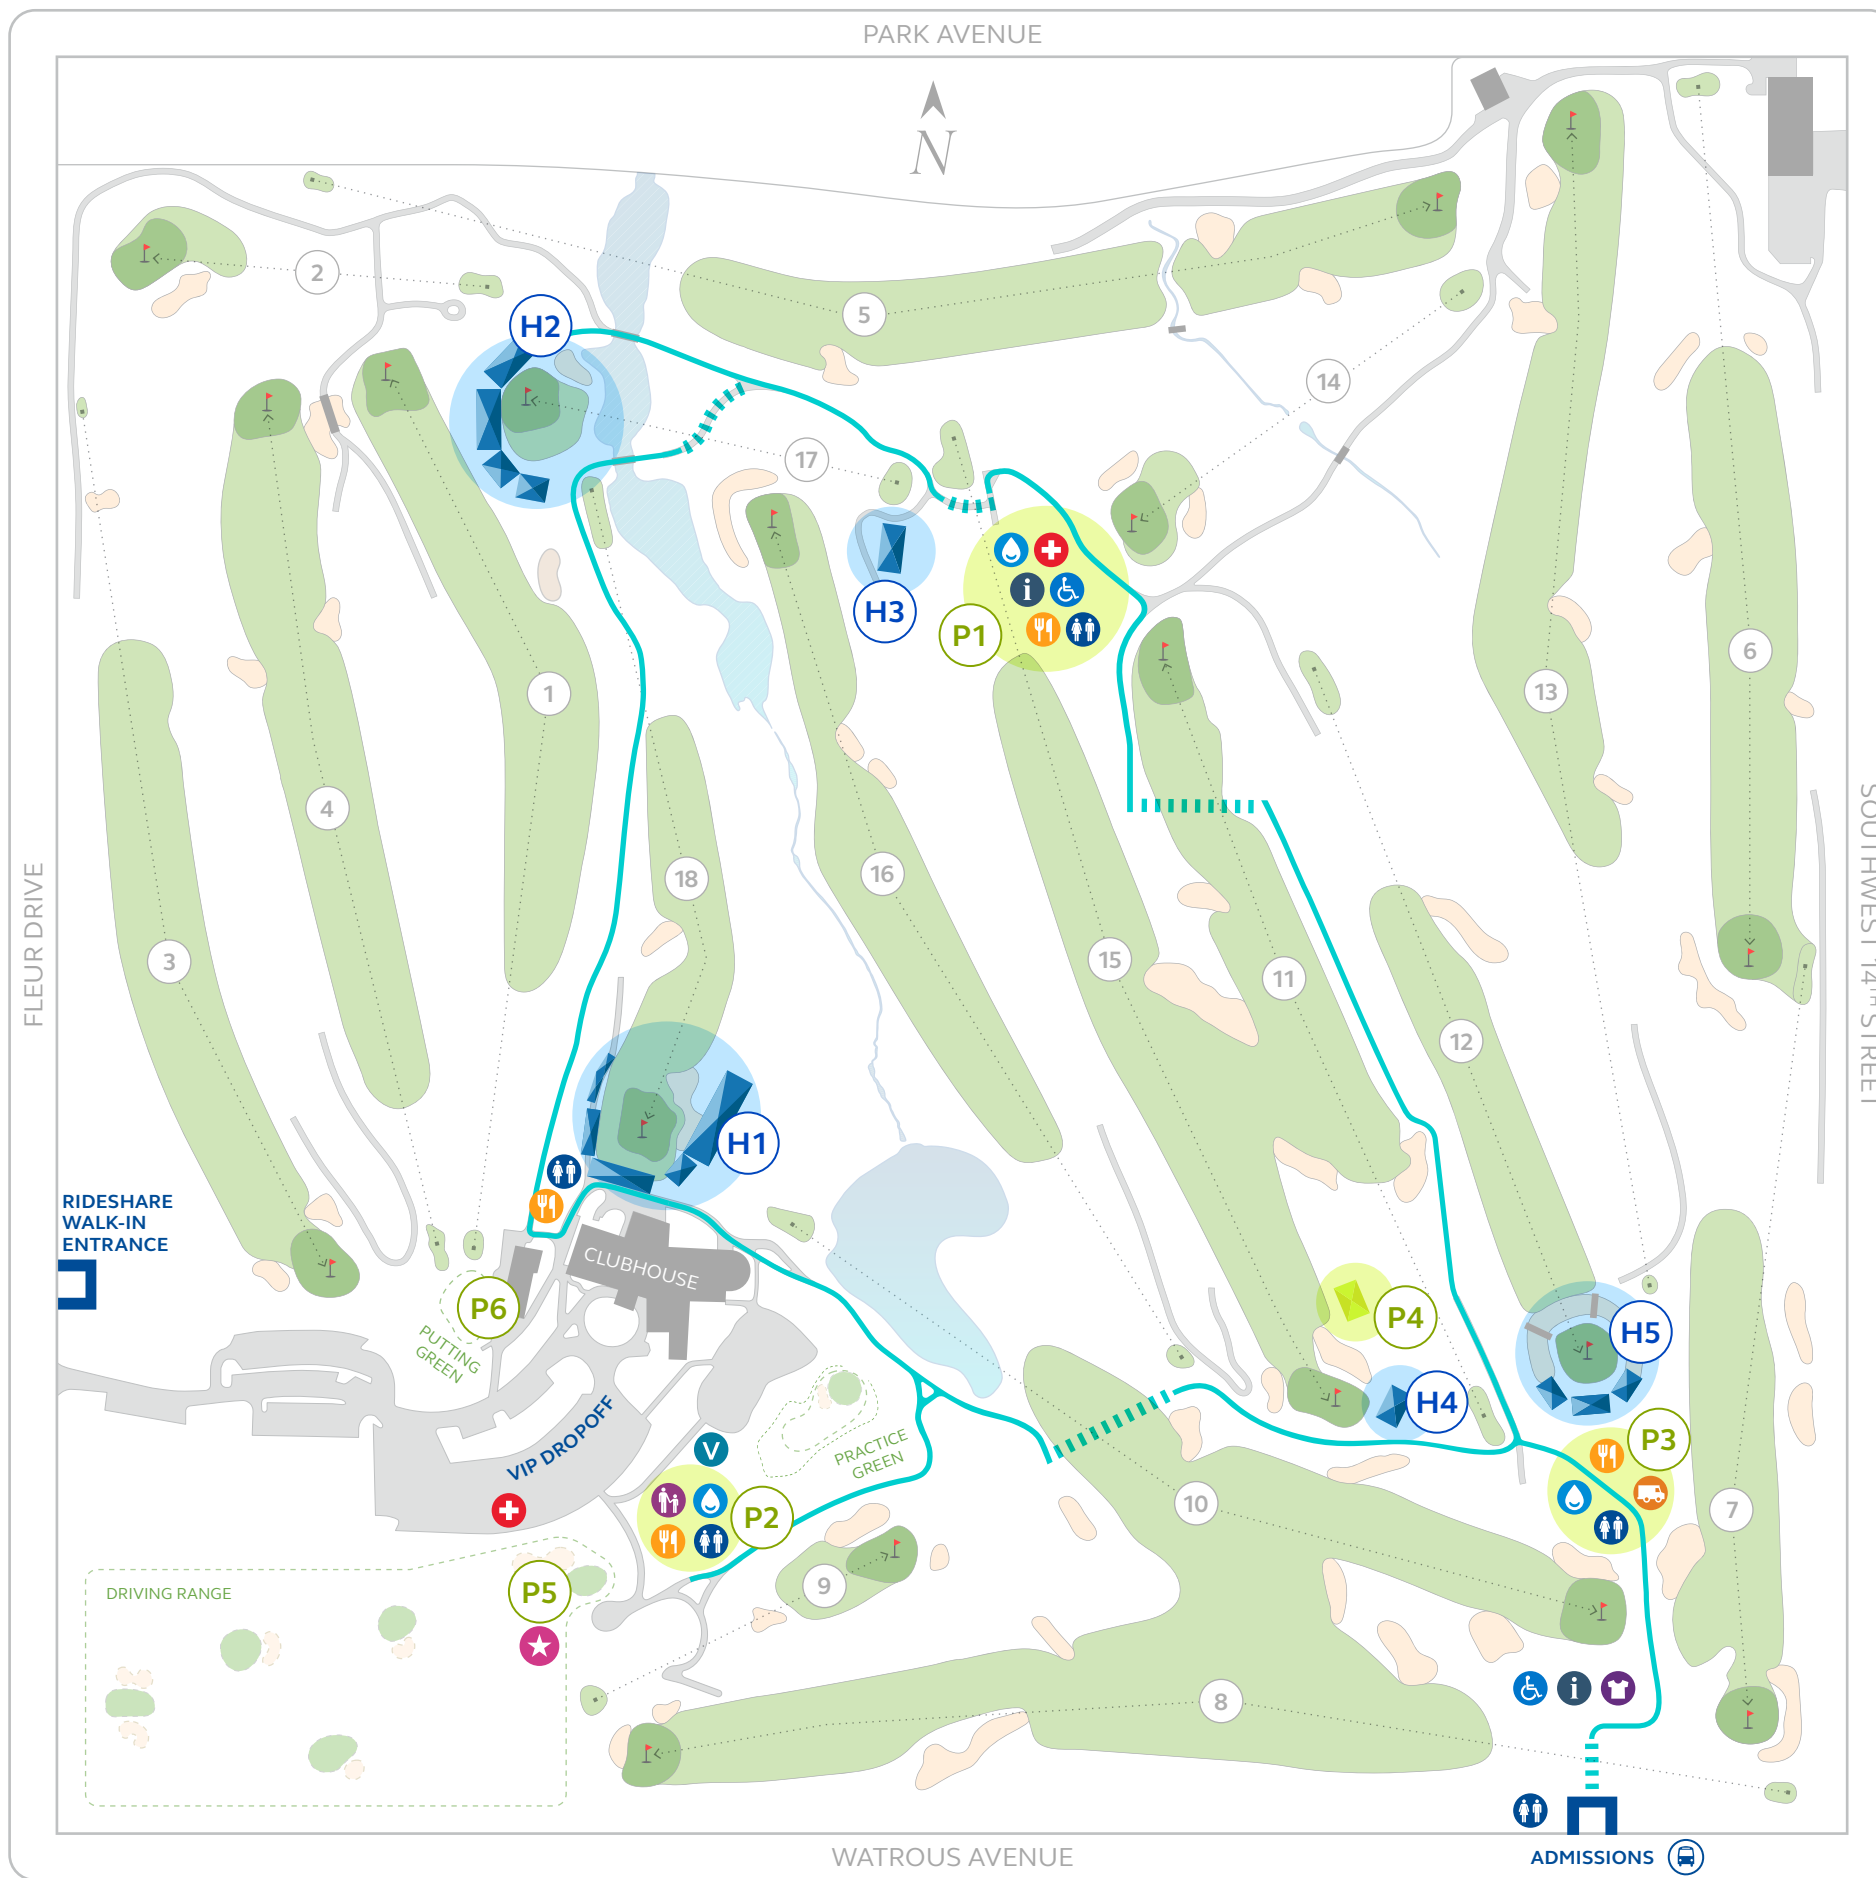 PARK AVENUE
N
2
H2
5
14
17
H3
P1
i
6
13
1
4
18
16
3
15
11
12
FLEUR DRIVE
SOUTHWEST 14TH STREET
H1
RIDESHARE
WALK-IN
ENTRANCE
CLUBHOUSE
P6
PUTTING
GREEN
P4
H5
H4
VIP DROPOFF
PRACTICE
GREEN
V
P3
P2
10
7
DRIVING RANGE
P5
9
i
8
ADMISSIONS
WATROUS AVENUE